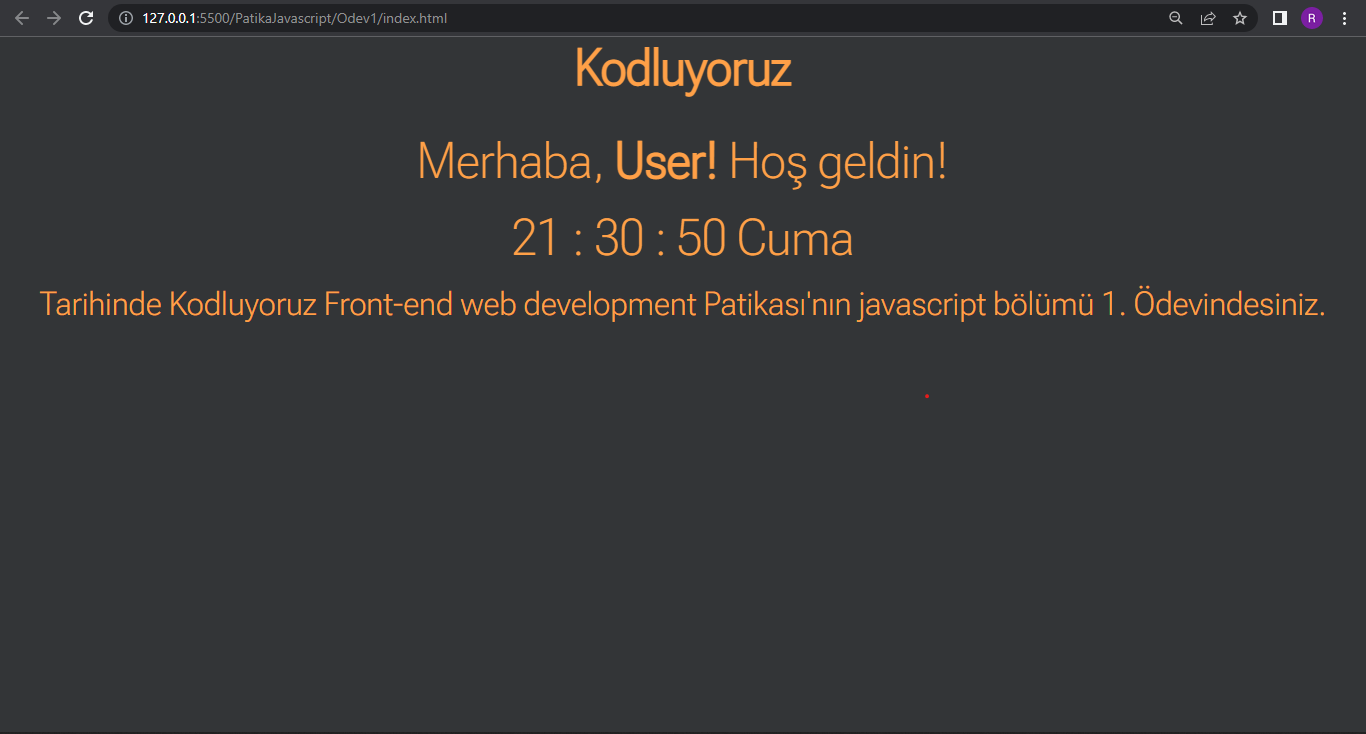 127.0.0.1:5500/PatikaJavascript/Odev1/index.html
R
Kodluyoruz
Merhaba, User! Hoş geldin!
21 : 30 : 50 Cuma
Tarihinde Kodluyoruz Front-end web development Patikası'nın javascript bölümü 1. Ödevindesiniz.